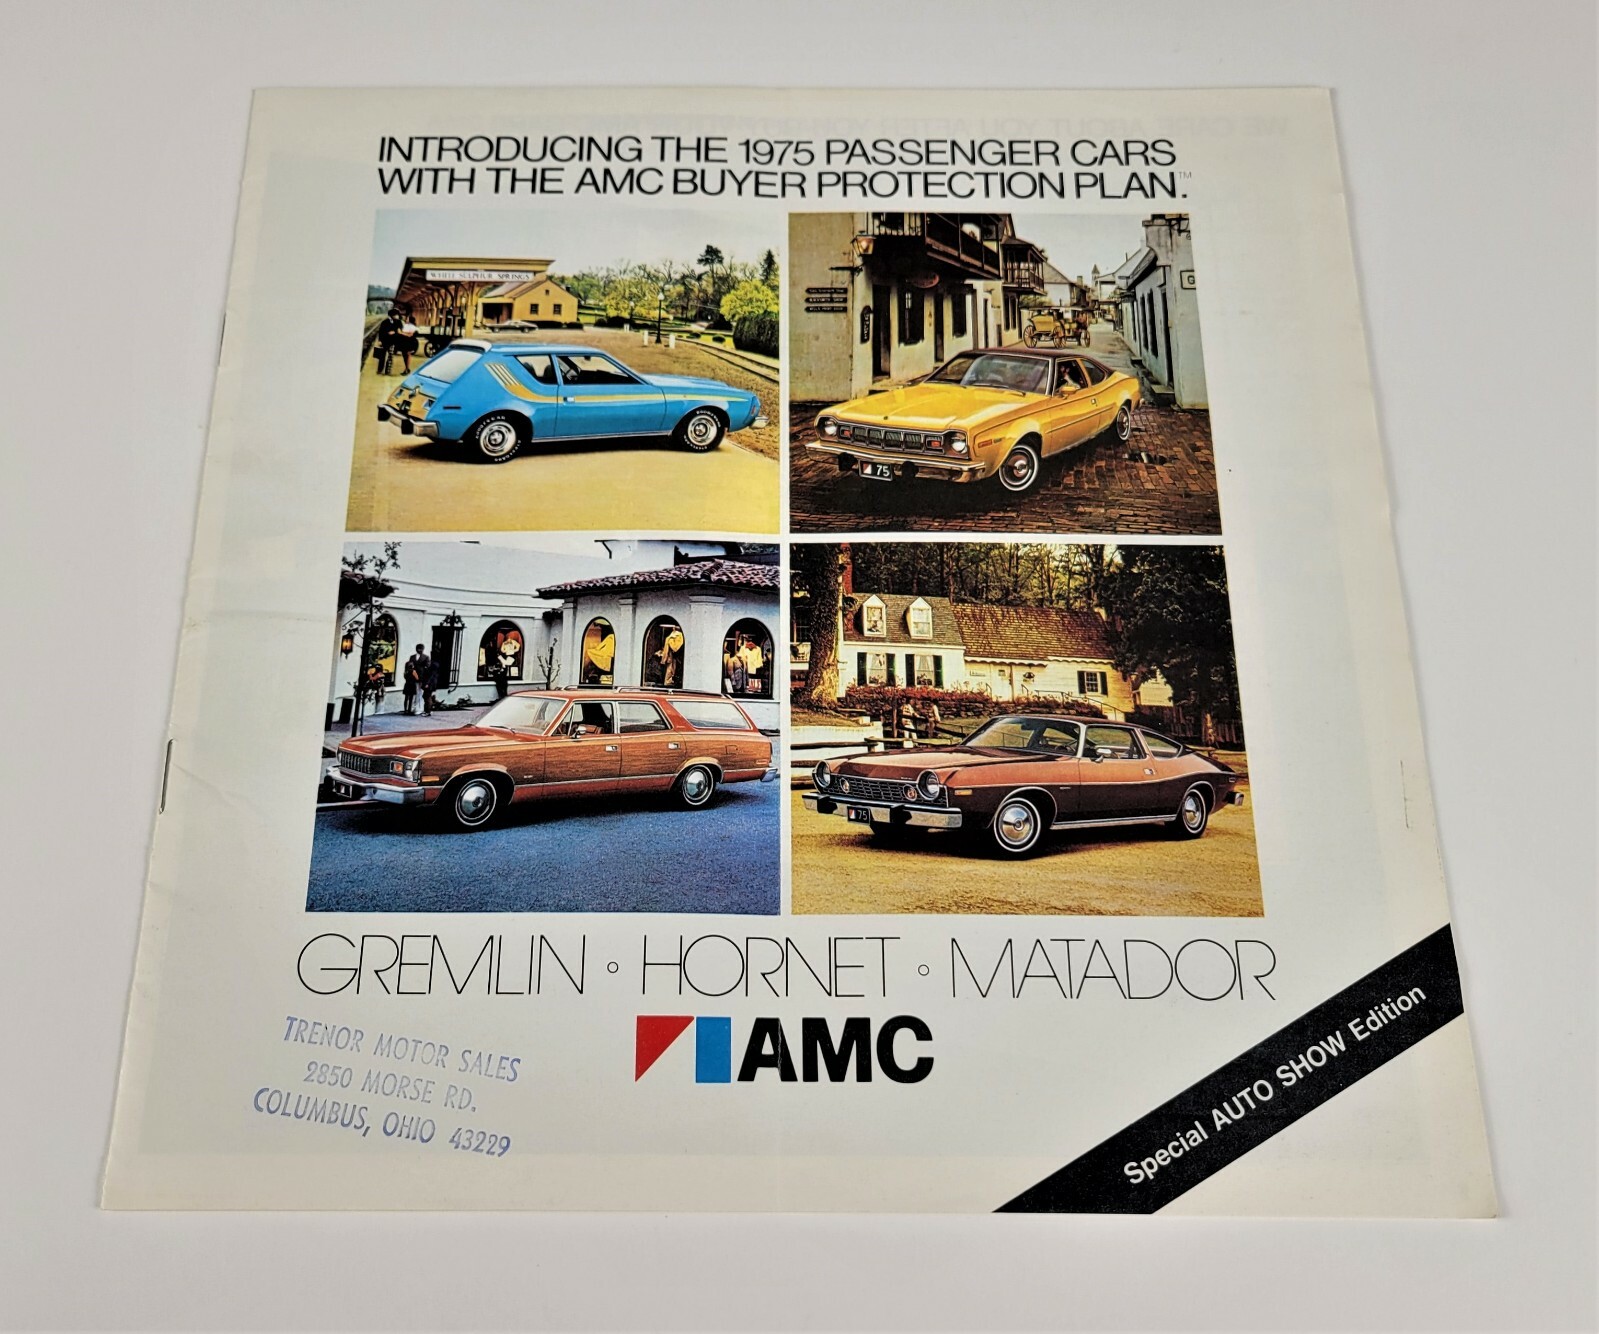 INTRODUCING THE 1975 PASSENGER CARS
WITH THE AMC BUYER PROTECTION PLAN.™
WHITE SULPHUR SPRINGS
75
75
GREMLIN ◦ HORNET ◦ MATADOR
AMC
TRENOR MOTOR SALES
2850 MORSE RD.
COLUMBUS, OHIO 43229
Special AUTO SHOW Edition